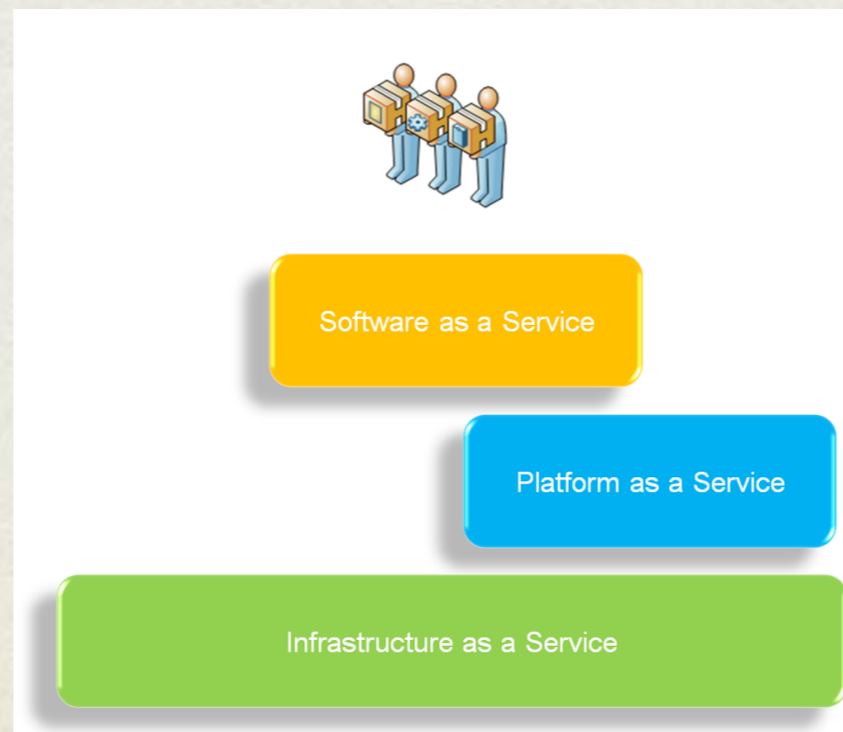 Software as a Service
Platform as a Service
Infrastructure as a Service